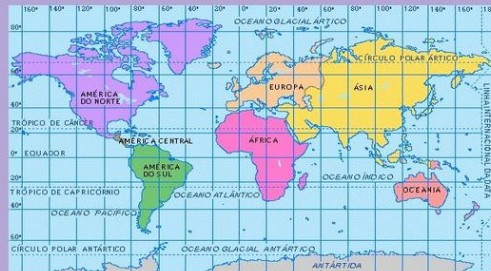 160° 140° 120° 100° 80° 60° 40° 20° 0° 20° 40° 60° 80° 100° 120° 140° 160° 18
OCEANO GLACIAL ÁRTICO
80°
CÍRCULO POLAR ÁRTICO
60°
EUROPA
ÁSIA
AMÉRICA
DO NORTE
40°
TRÓPICO DE CÂNCER
20°
AMÉRICA CENTRAL
ÁFRICA
LINHA INTERNACIONAL DA DATA
0°
EQUADOR
AMÉRICA
DO SUL
OCEANO ÍNDICO
20°
TRÓPICO DE CAPRICÓRNIO
OCEANO ATLÂNTICO
OCEANIA
40°
OCEANO PACÍFICO
60°
CÍRCULO POLAR ANTÁRTICO
OCEANO GLACIAL ANTÁRTICO
ANTÁRTIDA
80°